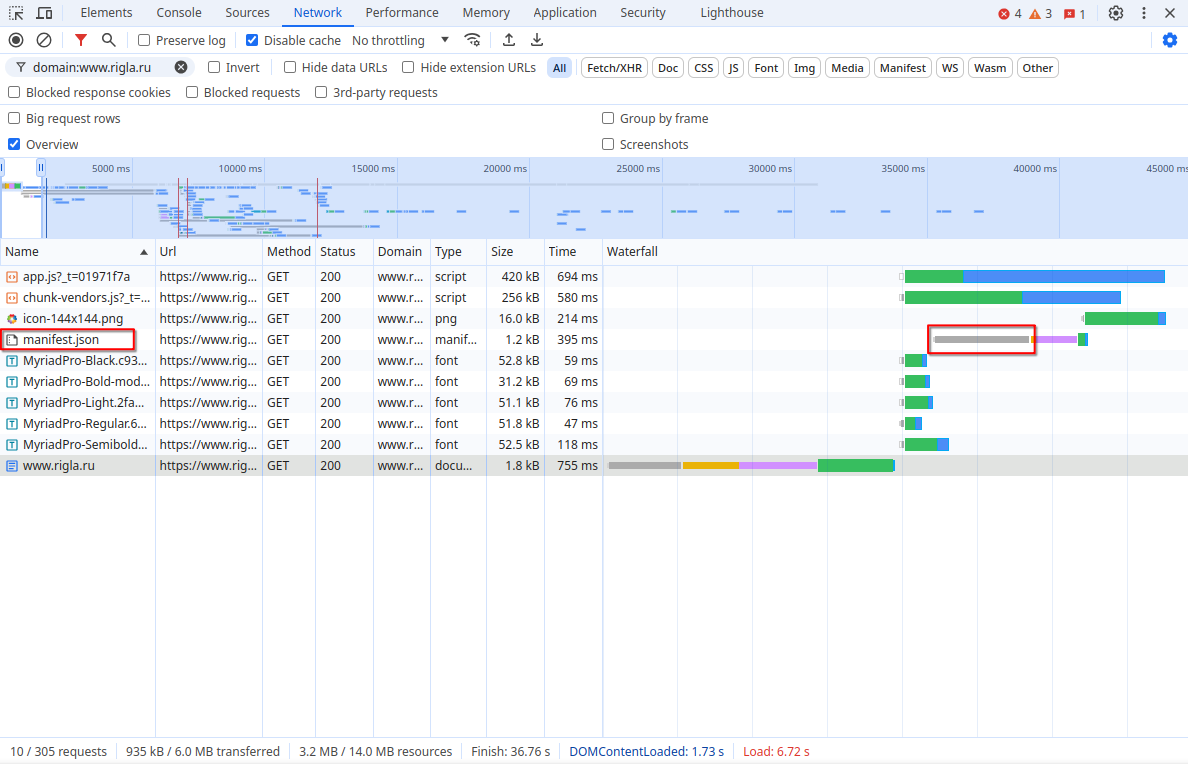 Elements Console Sources Network Performance Memory Application Security Lighthouse 4 3 1
Preserve log Disable cache No throttling
domain:www.rigla.ru Invert Hide data URLs Hide extension URLs All Fetch/XHR Doc CSS JS Font Img Media Manifest WS Wasm Other
Blocked response cookies Blocked requests 3rd-party requests
Big request rows Group by frame
Overview Screenshots
5000 ms 10000 ms 15000 ms 20000 ms 25000 ms 30000 ms 35000 ms 40000 ms 45000 ms
Name Url Method Status Domain Type Size Time Waterfall
app.js?_t=01971f7a https://www.rig... GET 200 www.r... script 420 kB 694 ms
chunk-vendors.js?_t=... https://www.rig... GET 200 www.r... script 256 kB 580 ms
icon-144x144.png https://www.rig... GET 200 www.r... png 16.0 kB 214 ms
manifest.json https://www.rig... GET 200 www.r... manif... 1.2 kB 395 ms
MyriadPro-Black.c93... https://www.rig... GET 200 www.r... font 52.8 kB 59 ms
MyriadPro-Bold-mod... https://www.rig... GET 200 www.r... font 31.2 kB 69 ms
MyriadPro-Light.2fa... https://www.rig... GET 200 www.r... font 51.1 kB 76 ms
MyriadPro-Regular.6... https://www.rig... GET 200 www.r... font 51.8 kB 47 ms
MyriadPro-Semibold... https://www.rig... GET 200 www.r... font 52.5 kB 118 ms
www.rigla.ru https://www.rig... GET 200 www.r... docu... 1.8 kB 755 ms
10 / 305 requests 935 kB / 6.0 MB transferred 3.2 MB / 14.0 MB resources Finish: 36.76 s DOMContentLoaded: 1.73 s Load: 6.72 s